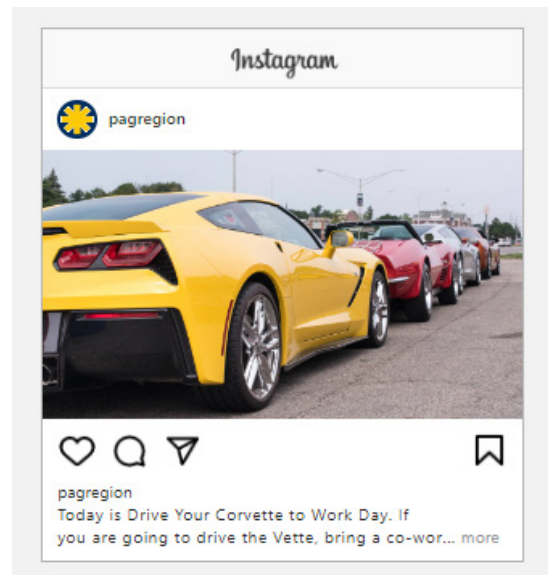 Instagram
pagregion
pagregion
Today is Drive Your Corvette to Work Day. If
you are going to drive the Vette, bring a co-wor... more